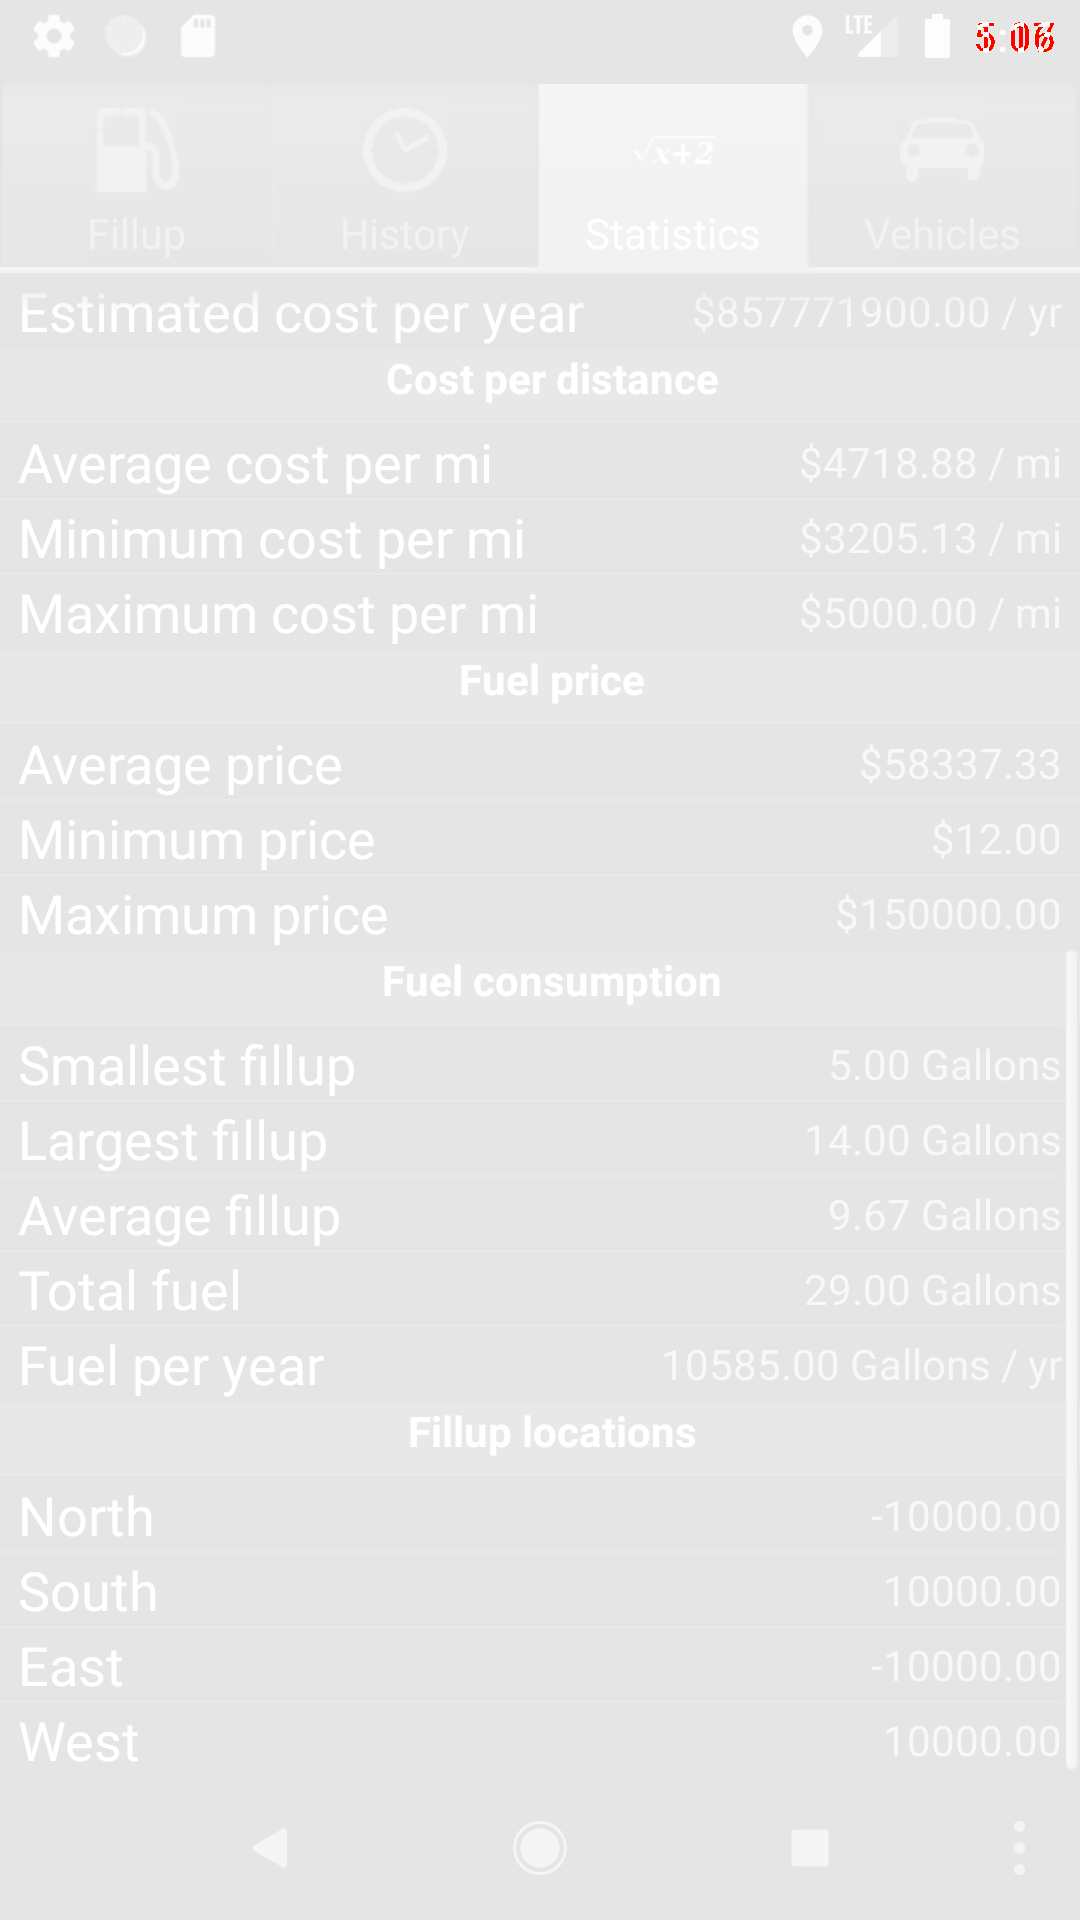 LTE
√x+2
Fillup History Statistics Vehicles
Estimated cost per year $857771900.00 / yr
Cost per distance
Average cost per mi $4718.88 / mi
Minimum cost per mi $3205.13 / mi
Maximum cost per mi $5000.00 / mi
Fuel price
Average price $58337.33
Minimum price $12.00
Maximum price $150000.00
Fuel consumption
Smallest fillup 5.00 Gallons
Largest fillup 14.00 Gallons
Average fillup 9.67 Gallons
Total fuel 29.00 Gallons
Fuel per year 10585.00 Gallons / yr
Fillup locations
North -10000.00
South 10000.00
East -10000.00
West 10000.00